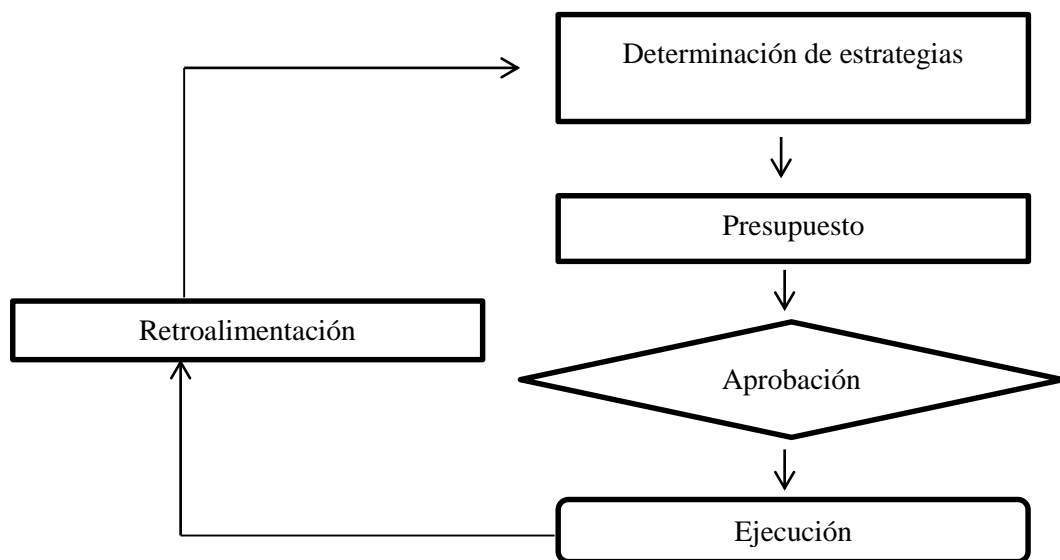 Determinación de estrategias
Presupuesto
Retroalimentación
Aprobación
Ejecución